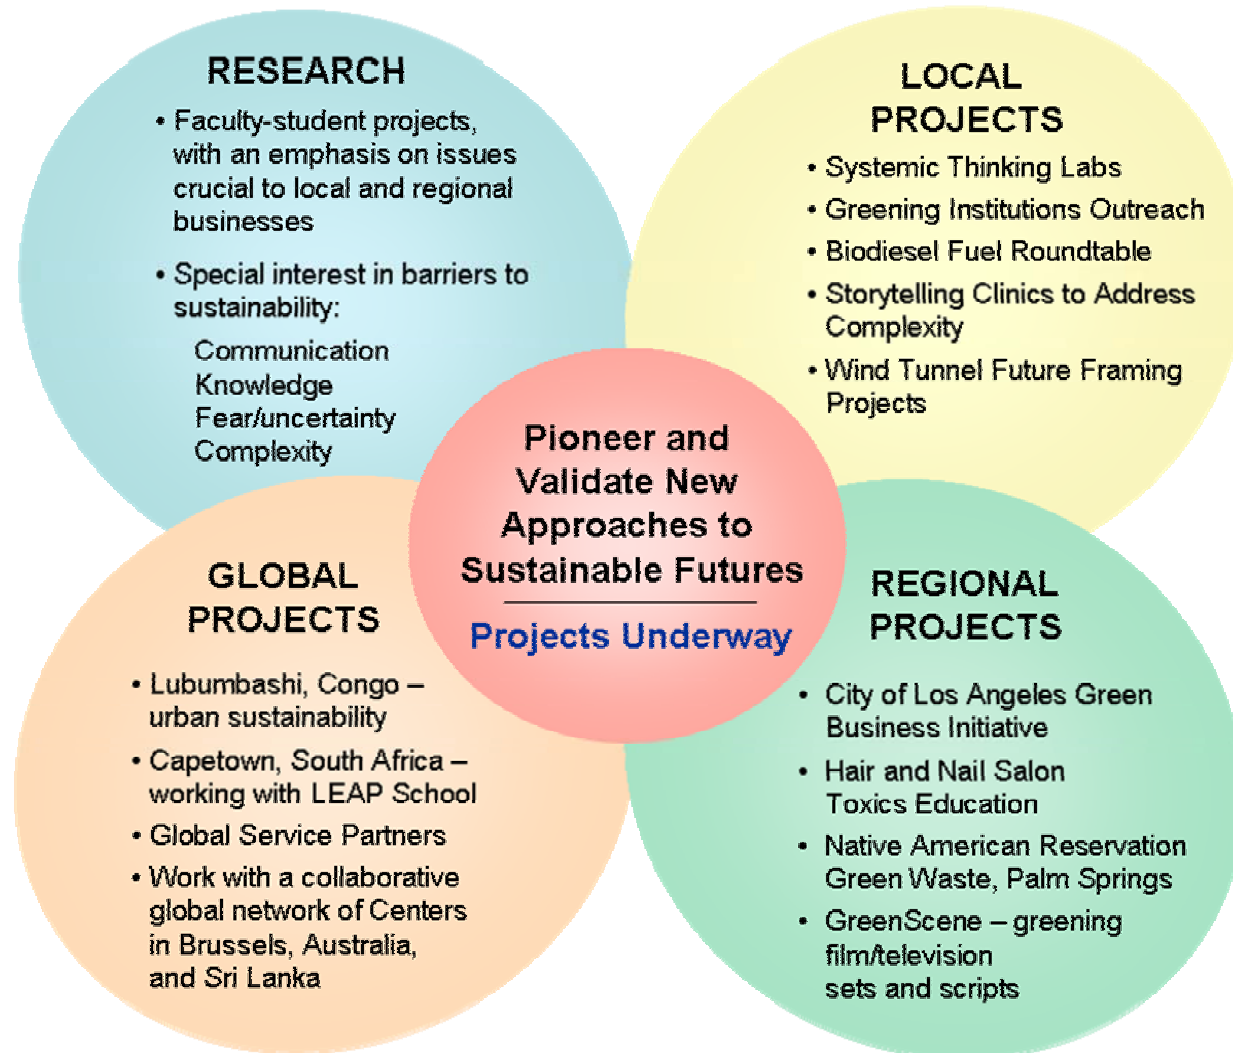 RESEARCH
• Faculty-student projects,
with an emphasis on issues
crucial to local and regional
businesses
• Special interest in barriers to
sustainability:
Communication
Knowledge
Fear/uncertainty
Complexity
LOCAL
PROJECTS
• Systemic Thinking Labs
• Greening Institutions Outreach
• Biodiesel Fuel Roundtable
• Storytelling Clinics to Address
Complexity
• Wind Tunnel Future Framing
Projects
Pioneer and
Validate New
Approaches to
Sustainable Futures
Projects Underway
GLOBAL
PROJECTS
• Lubumbashi, Congo –
urban sustainability
• Capetown, South Africa –
working with LEAP School
• Global Service Partners
• Work with a collaborative
global network of Centers
in Brussels, Australia,
and Sri Lanka
REGIONAL
PROJECTS
• City of Los Angeles Green
Business Initiative
• Hair and Nail Salon
Toxics Education
• Native American Reservation
Green Waste, Palm Springs
• GreenScene – greening
film/television
sets and scripts